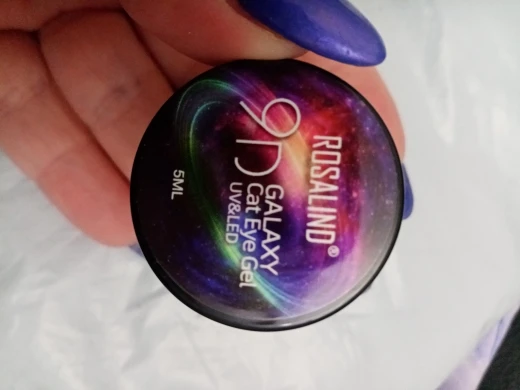 ROSALIND®
9D
GALAXY
Cat Eye Gel
UV&LED
5ML